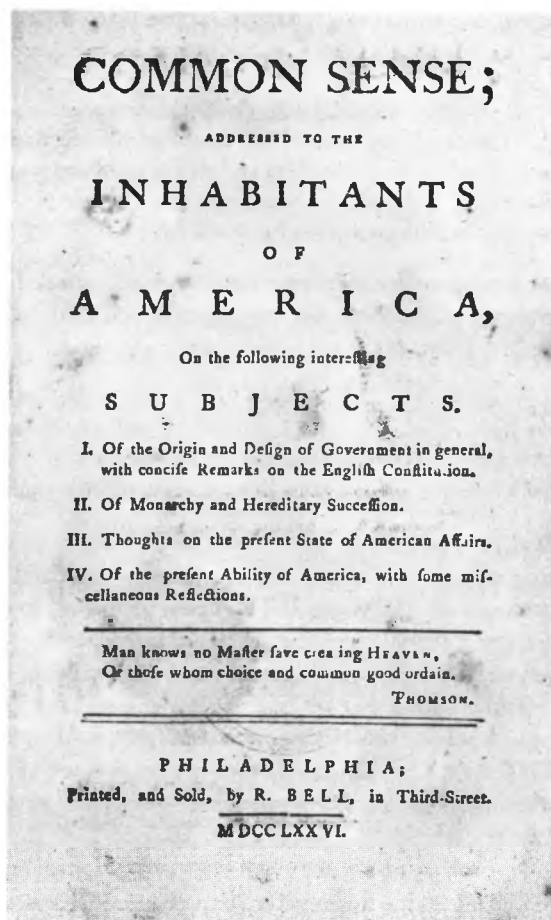 COMMON SENSE;
ADDRESSED TO THE
INHABITANTS
OF
AMERICA,
On the following intereſting
SUBJECTS.
I. Of the Origin and Deſign of Government in general,
with conciſe Remarks on the Engliſh Conſtitution.
II. Of Monarchy and Hereditary Succeſſion.
III. Thoughts on the preſent State of American Affairs.
IV. Of the preſent Ability of America, with ſome miſ-
cellaneous Reflections.
Man knows no Maſter ſave creating HEAVEN,
Or thoſe whom choice and common good ordain.
THOMSON.
PHILADELPHIA;
Printed, and Sold, by R. BELL, in Third-Street.
MDCCLXXVI.